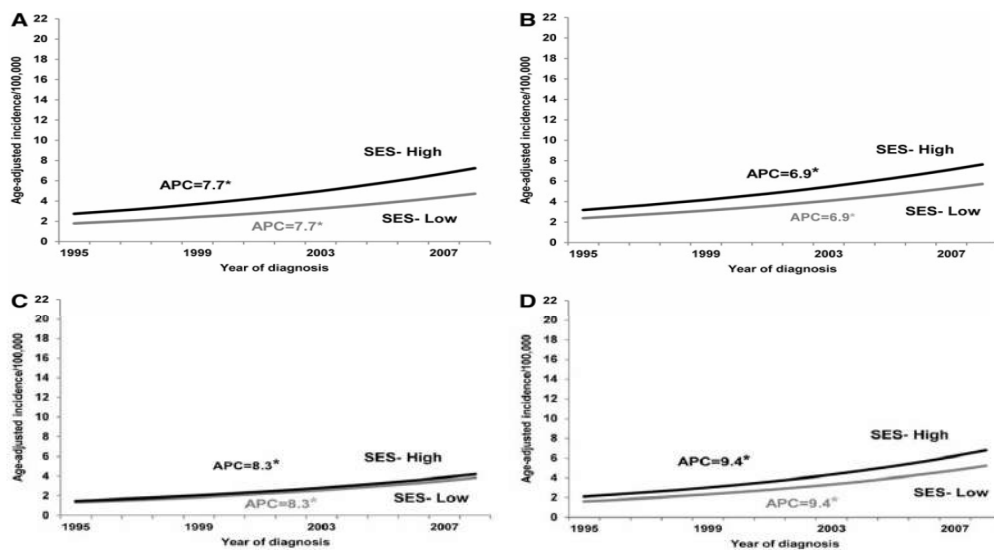 A
Age-adjusted incidence/100,000
22
20
18
16
14
12
10
8
6
4
2
0
SES- High
APC=7.7*
APC=7.7*
SES- Low
1995 1999 2003 2007
Year of diagnosis
B
Age-adjusted incidence/100,000
22
20
18
16
14
12
10
8
6
4
2
0
SES- High
APC=6.9*
APC=6.9*
SES- Low
1995 1999 2003 2007
Year of diagnosis
C
Age-adjusted incidence/100,000
22
20
18
16
14
12
10
8
6
4
2
0
SES- High
APC=8.3*
APC=8.3*
SES- Low
1995 1999 2003 2007
Year of diagnosis
D
Age-adjusted incidence/100,000
22
20
18
16
14
12
10
8
6
4
2
0
SES- High
APC=9.4*
APC=9.4*
SES- Low
1995 1999 2003 2007
Year of diagnosis